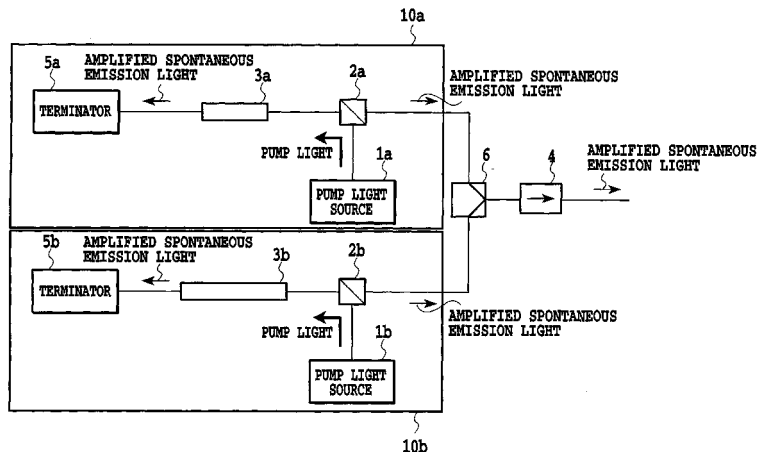 10a
5a
AMPLIFIED SPONTANEOUS
EMISSION LIGHT
3a
2a
AMPLIFIED SPONTANEOUS
EMISSION LIGHT
TERMINATOR
PUMP LIGHT
1a
PUMP LIGHT
SOURCE
6
4
AMPLIFIED SPONTANEOUS
EMISSION LIGHT
5b
AMPLIFIED SPONTANEOUS
EMISSION LIGHT
3b
2b
TERMINATOR
AMPLIFIED SPONTANEOUS
EMISSION LIGHT
PUMP LIGHT
1b
PUMP LIGHT
SOURCE
10b